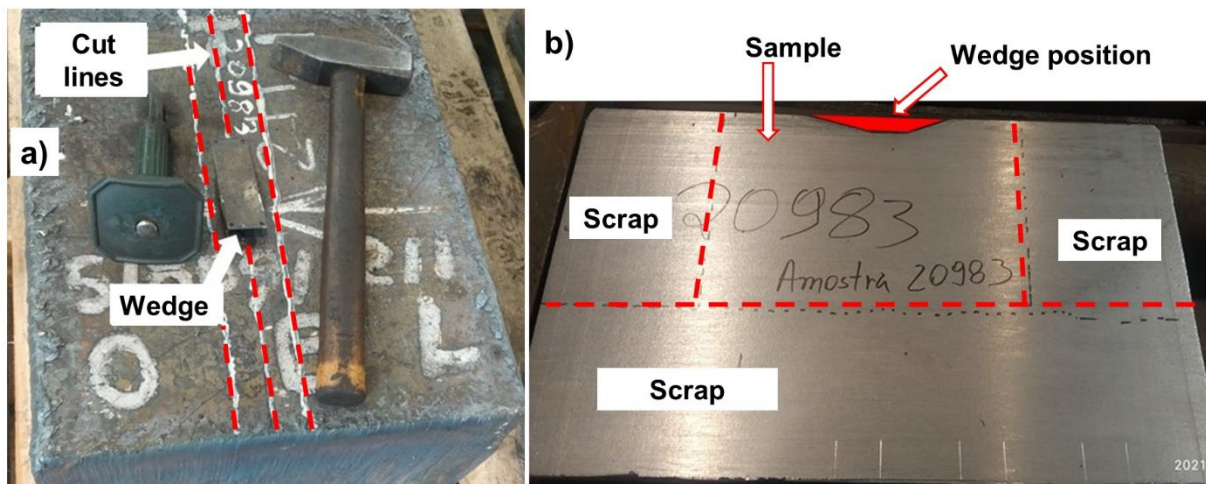 Cut
lines
a)
20983
Wedge
O E L
b)
Sample
Wedge position
Scrap
20983
Scrap
Amostra 20983
Scrap
2021